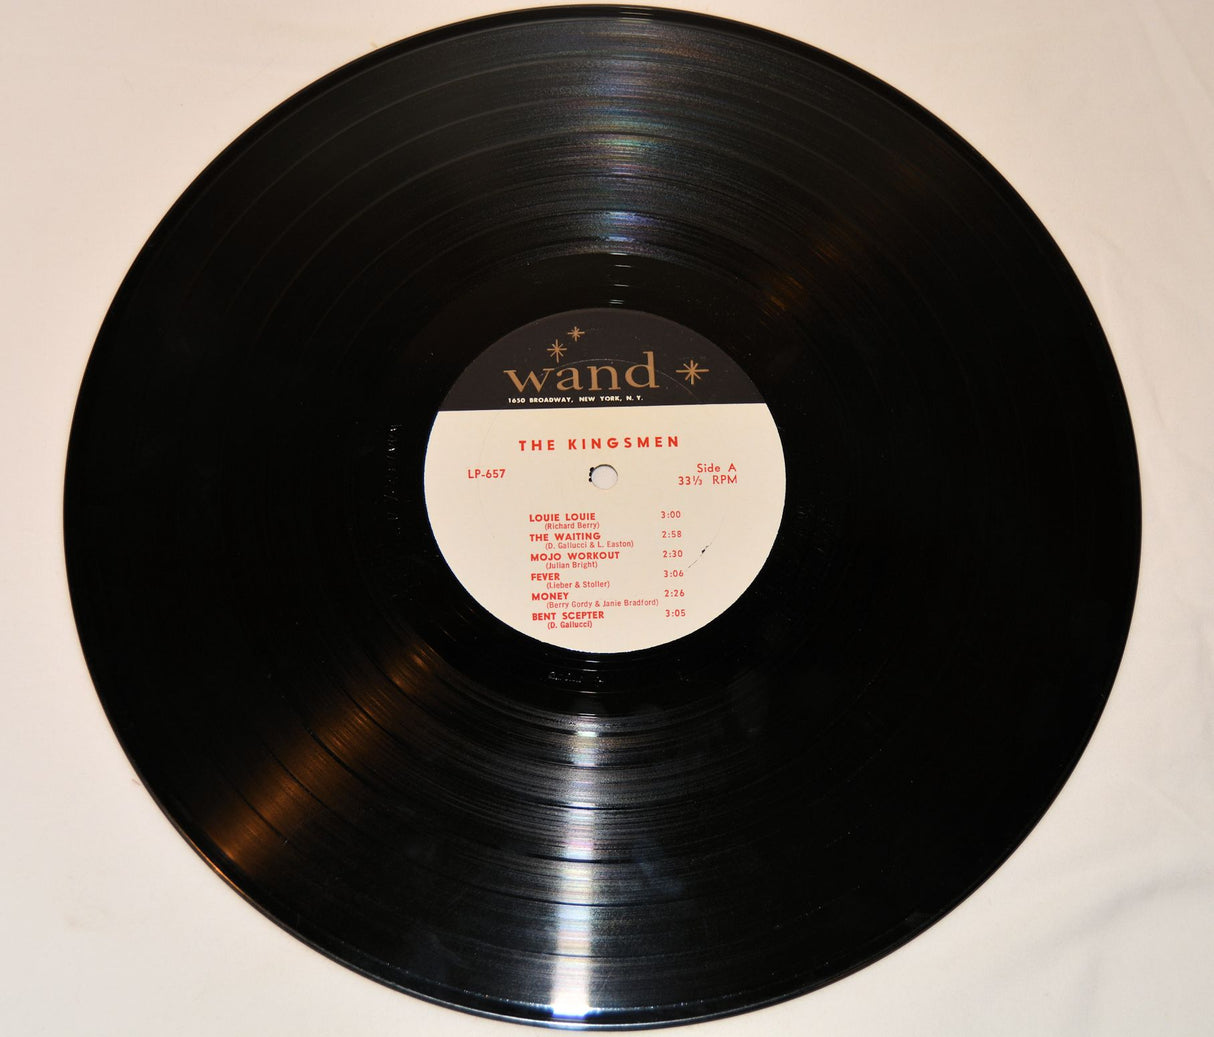 wand
1650 BROADWAY, NEW YORK, N. Y.
THE KINGSMEN
LP-657
Side A
33⅓ RPM
LOUIE LOUIE 3:00
(Richard Berry)
THE WAITING 2:58
(D. Gallucci & L. Easton)
MOJO WORKOUT 2:30
(Julian Bright)
FEVER 3:06
(Lieber & Stoller)
MONEY 2:26
(Berry Gordy & Janie Bradford)
BENT SCEPTER 3:05
(D. Gallucci)